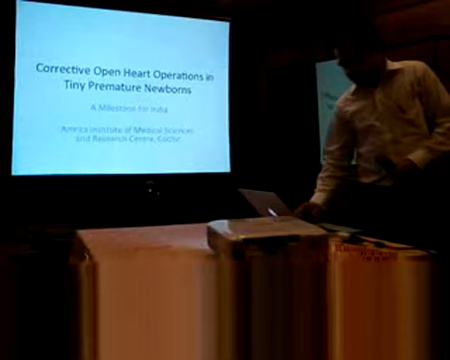 Corrective Open Heart Operations in
Tiny Premature Newborns
A Milestone for India
Amrita Institute of Medical Sciences
and Research Centre, Cochin